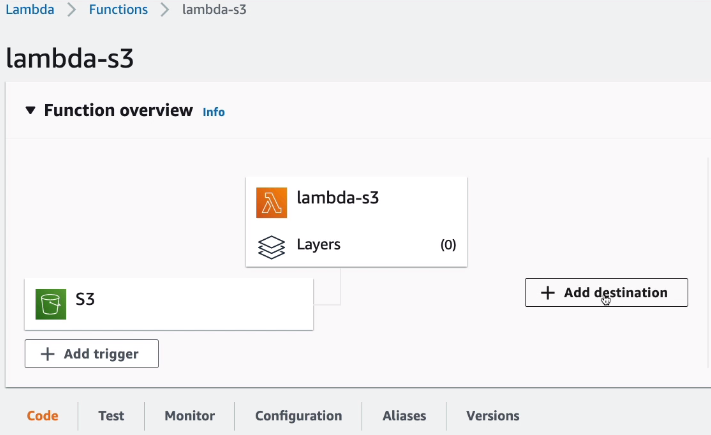 Lambda > Functions > lambda-s3
lambda-s3
Function overview Info
lambda-s3
Layers (0)
S3
+ Add destination
+ Add trigger
Code Test Monitor Configuration Aliases Versions